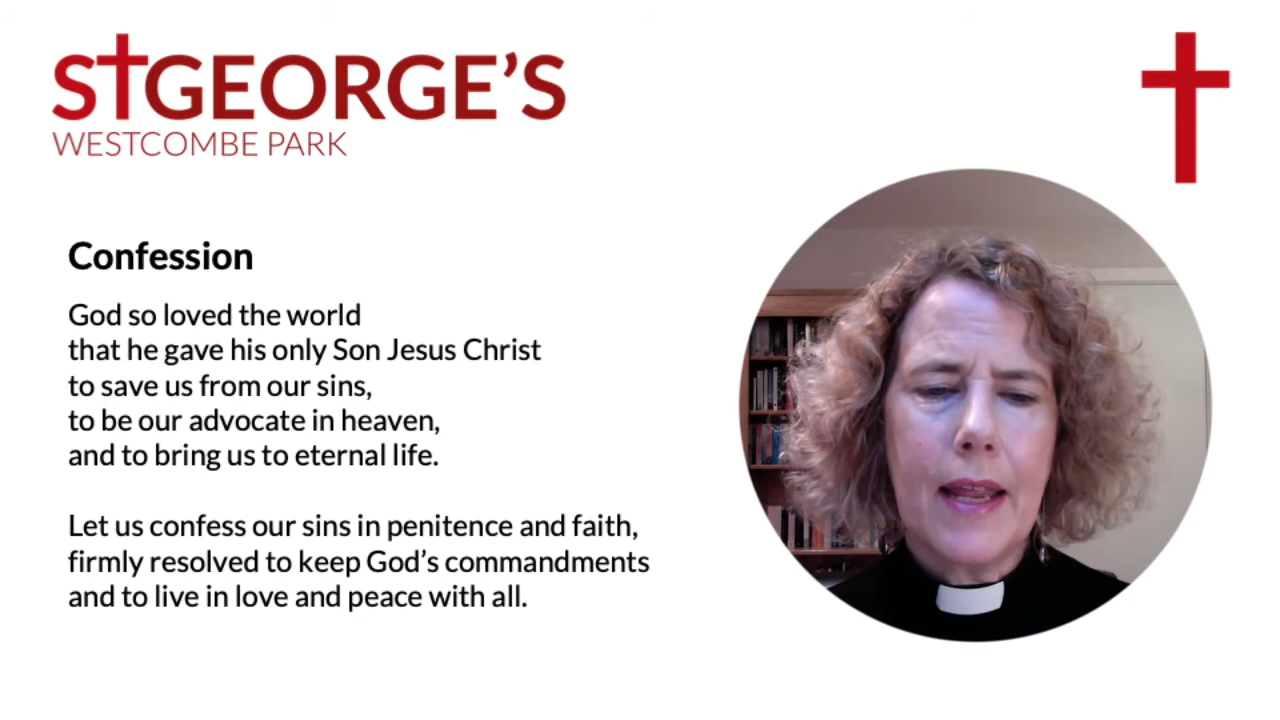 StGEORGE'S
WESTCOMBE PARK
Confession
God so loved the world
that he gave his only Son Jesus Christ
to save us from our sins,
to be our advocate in heaven,
and to bring us to eternal life.
Let us confess our sins in penitence and faith,
firmly resolved to keep God's commandments
and to live in love and peace with all.